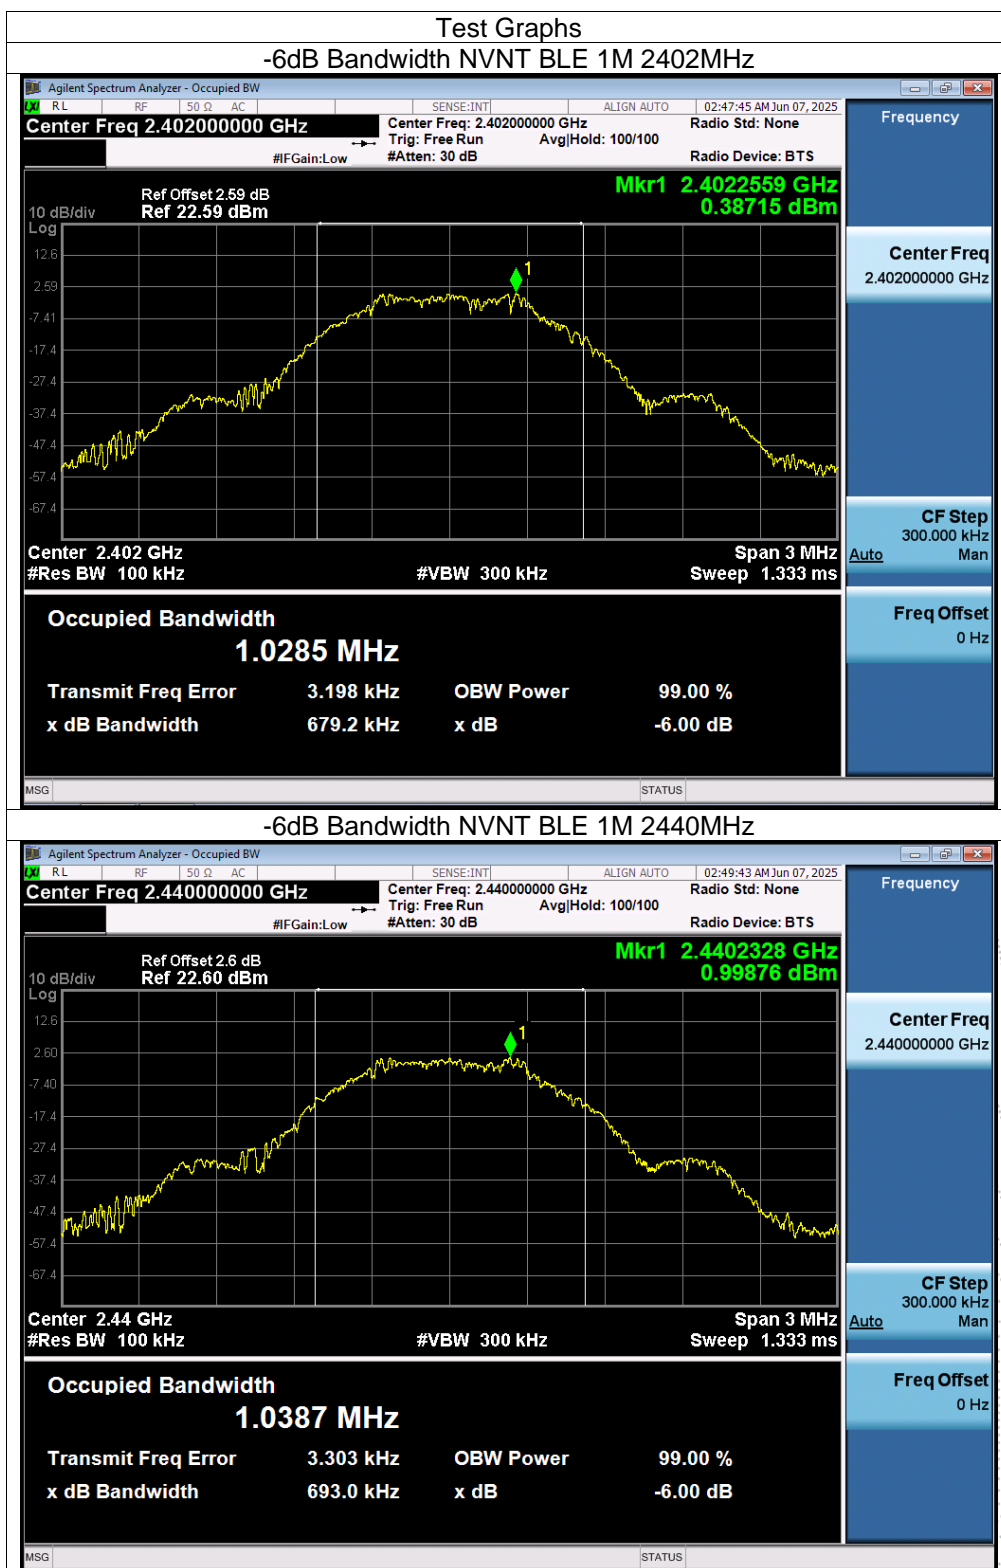 Test Graphs
-6dB Bandwidth NVNT BLE 1M 2402MHz
Agilent Spectrum Analyzer - Occupied BW
LXI RL RF 50 Ω AC SENSE:INT ALIGN AUTO 02:47:45 AM Jun 07, 2025
Center Freq 2.402000000 GHz
Center Freq: 2.402000000 GHz
Radio Std: None
Trig: Free Run Avg|Hold: 100/100
#IFGain:Low #Atten: 30 dB Radio Device: BTS
Frequency
Mkr1 2.4022559 GHz
0.38715 dBm
Ref Offset 2.59 dB
10 dB/div Ref 22.59 dBm
Log
1
12.6
2.59
-7.41
-17.4
-27.4
-37.4
-47.4
-57.4
-67.4
Center 2.402 GHz Span 3 MHz
#Res BW 100 kHz #VBW 300 kHz Sweep 1.333 ms
Center Freq
2.402000000 GHz
CF Step
300.000 kHz
Auto Man
Freq Offset
0 Hz
Occupied Bandwidth
1.0285 MHz
Transmit Freq Error 3.198 kHz OBW Power 99.00 %
x dB Bandwidth 679.2 kHz x dB -6.00 dB
MSG STATUS
-6dB Bandwidth NVNT BLE 1M 2440MHz
Agilent Spectrum Analyzer - Occupied BW
LXI RL RF 50 Ω AC SENSE:INT ALIGN AUTO 02:49:43 AM Jun 07, 2025
Center Freq 2.440000000 GHz
Center Freq: 2.440000000 GHz
Radio Std: None
Trig: Free Run Avg|Hold: 100/100
#IFGain:Low #Atten: 30 dB Radio Device: BTS
Frequency
Mkr1 2.4402328 GHz
0.99876 dBm
Ref Offset 2.6 dB
10 dB/div Ref 22.60 dBm
Log
1
12.6
2.60
-7.40
-17.4
-27.4
-37.4
-47.4
-57.4
-67.4
Center 2.44 GHz Span 3 MHz
#Res BW 100 kHz #VBW 300 kHz Sweep 1.333 ms
Center Freq
2.440000000 GHz
CF Step
300.000 kHz
Auto Man
Freq Offset
0 Hz
Occupied Bandwidth
1.0387 MHz
Transmit Freq Error 3.303 kHz OBW Power 99.00 %
x dB Bandwidth 693.0 kHz x dB -6.00 dB
MSG STATUS